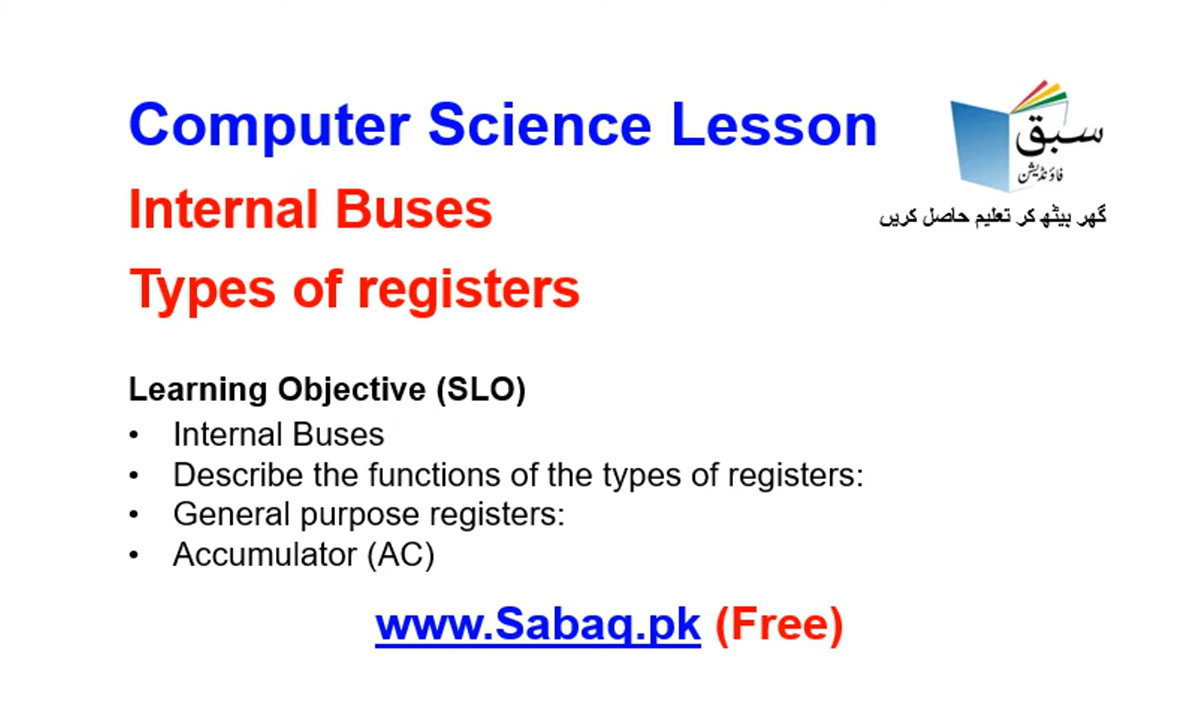 Computer Science Lesson
سبق
فاؤنڈیشن
گھر بیٹھ کر تعلیم حاصل کریں
Internal Buses
Types of registers
Learning Objective (SLO)
• Internal Buses
• Describe the functions of the types of registers:
• General purpose registers:
• Accumulator (AC)
www.Sabaq.pk (Free)